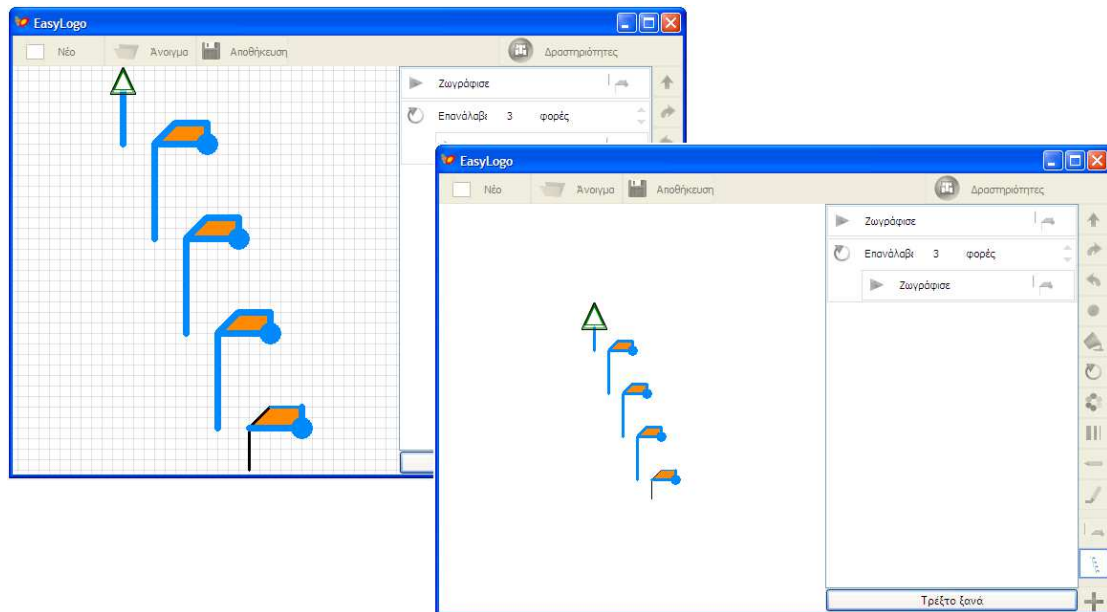 EasyLogo
Νέο Άνοιγμα Αποθήκευση Δραστηριότητες
Ζωγράφισε
Επανάλαβε 3 φορές
EasyLogo
Νέο Άνοιγμα Αποθήκευση Δραστηριότητες
Ζωγράφισε
Επανάλαβε 3 φορές
Ζωγράφισε
Τρέξτο ξανά